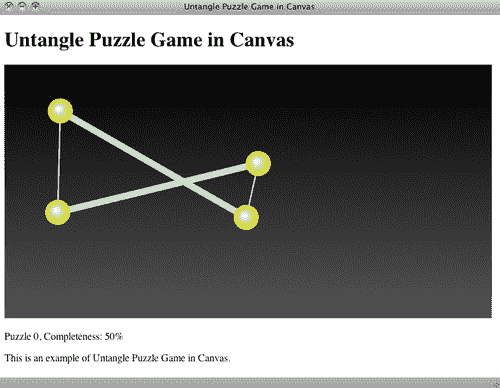 Untangle Puzzle Game in Canvas
Untangle Puzzle Game in Canvas
Puzzle 0, Completeness: 50%
This is an example of Untangle Puzzle Game in Canvas.